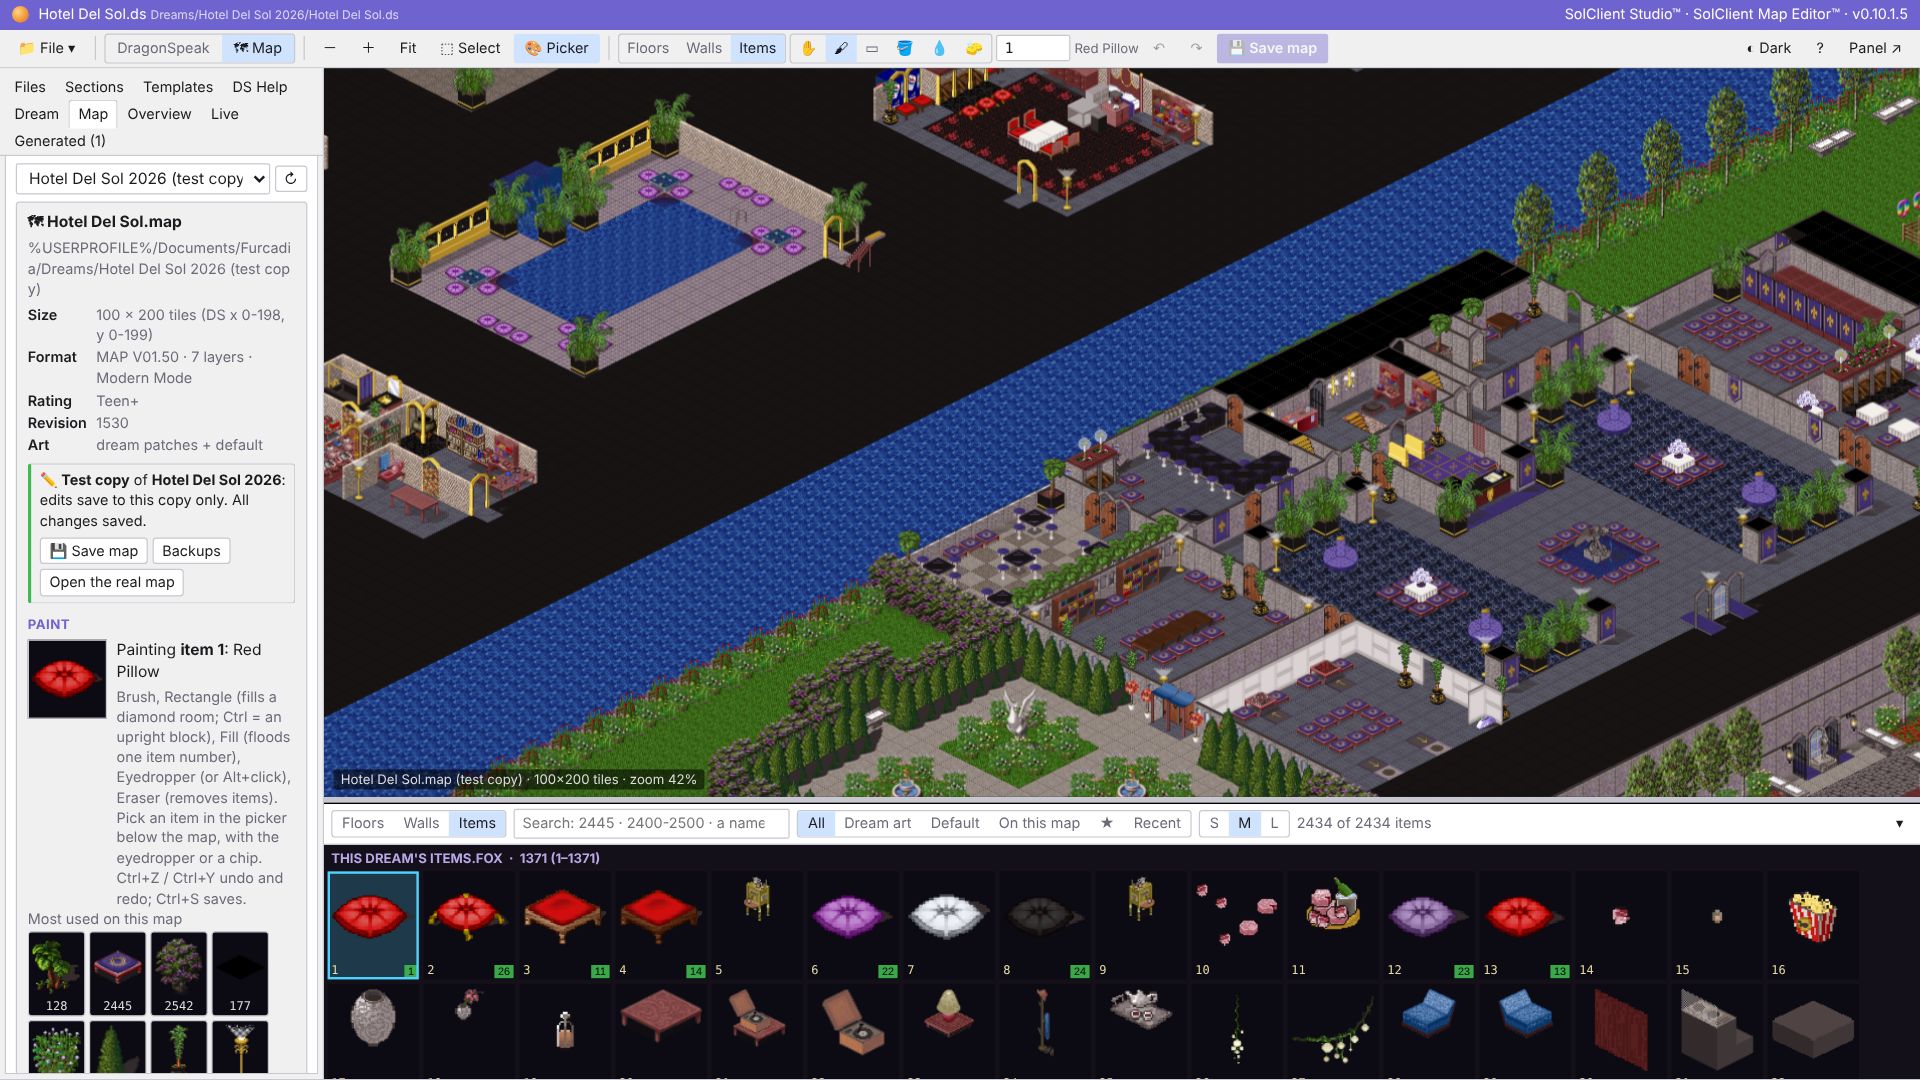 Hotel Del Sol.ds Dreams/Hotel Del Sol 2026/Hotel Del Sol.ds
SolClient Studio™ · SolClient Map Editor™ · v0.10.1.5
File ▾ DragonSpeak Map − + Fit Select Picker Floors Walls Items 1 Red Pillow Save map Dark ? Panel ↗
Files Sections Templates DS Help
Dream Map Overview Live
Generated (1)
Hotel Del Sol 2026 (test copy
Hotel Del Sol.map
%USERPROFILE%/Documents/Furcadi
a/Dreams/Hotel Del Sol 2026 (test cop
y)
Size 100 × 200 tiles (DS x 0-198,
y 0-199)
Format MAP V01.50 · 7 layers ·
Modern Mode
Rating Teen+
Revision 1530
Art dream patches + default
Test copy of Hotel Del Sol 2026:
edits save to this copy only. All
changes saved.
Save map Backups
Open the real map
PAINT
Painting item 1: Red
Pillow
Brush, Rectangle (fills a
diamond room; Ctrl = an
upright block), Fill (floods
one item number),
Eyedropper (or Alt+click),
Eraser (removes items).
Pick an item in the picker
below the map, with the
eyedropper or a chip.
Ctrl+Z / Ctrl+Y undo and
redo; Ctrl+S saves.
Most used on this map
128 2445 2542 177
Hotel Del Sol.map (test copy) · 100×200 tiles · zoom 42%
Floors Walls Items Search: 2445 · 2400-2500 · a name All Dream art Default On this map ★ Recent S M L 2434 of 2434 items ▾
THIS DREAM'S ITEMS.FOX · 1371 (1–1371)
1 1 2 26 3 11 4 14 5 6 22 7 8 24 9 10 11 12 23 13 13 14 15 16